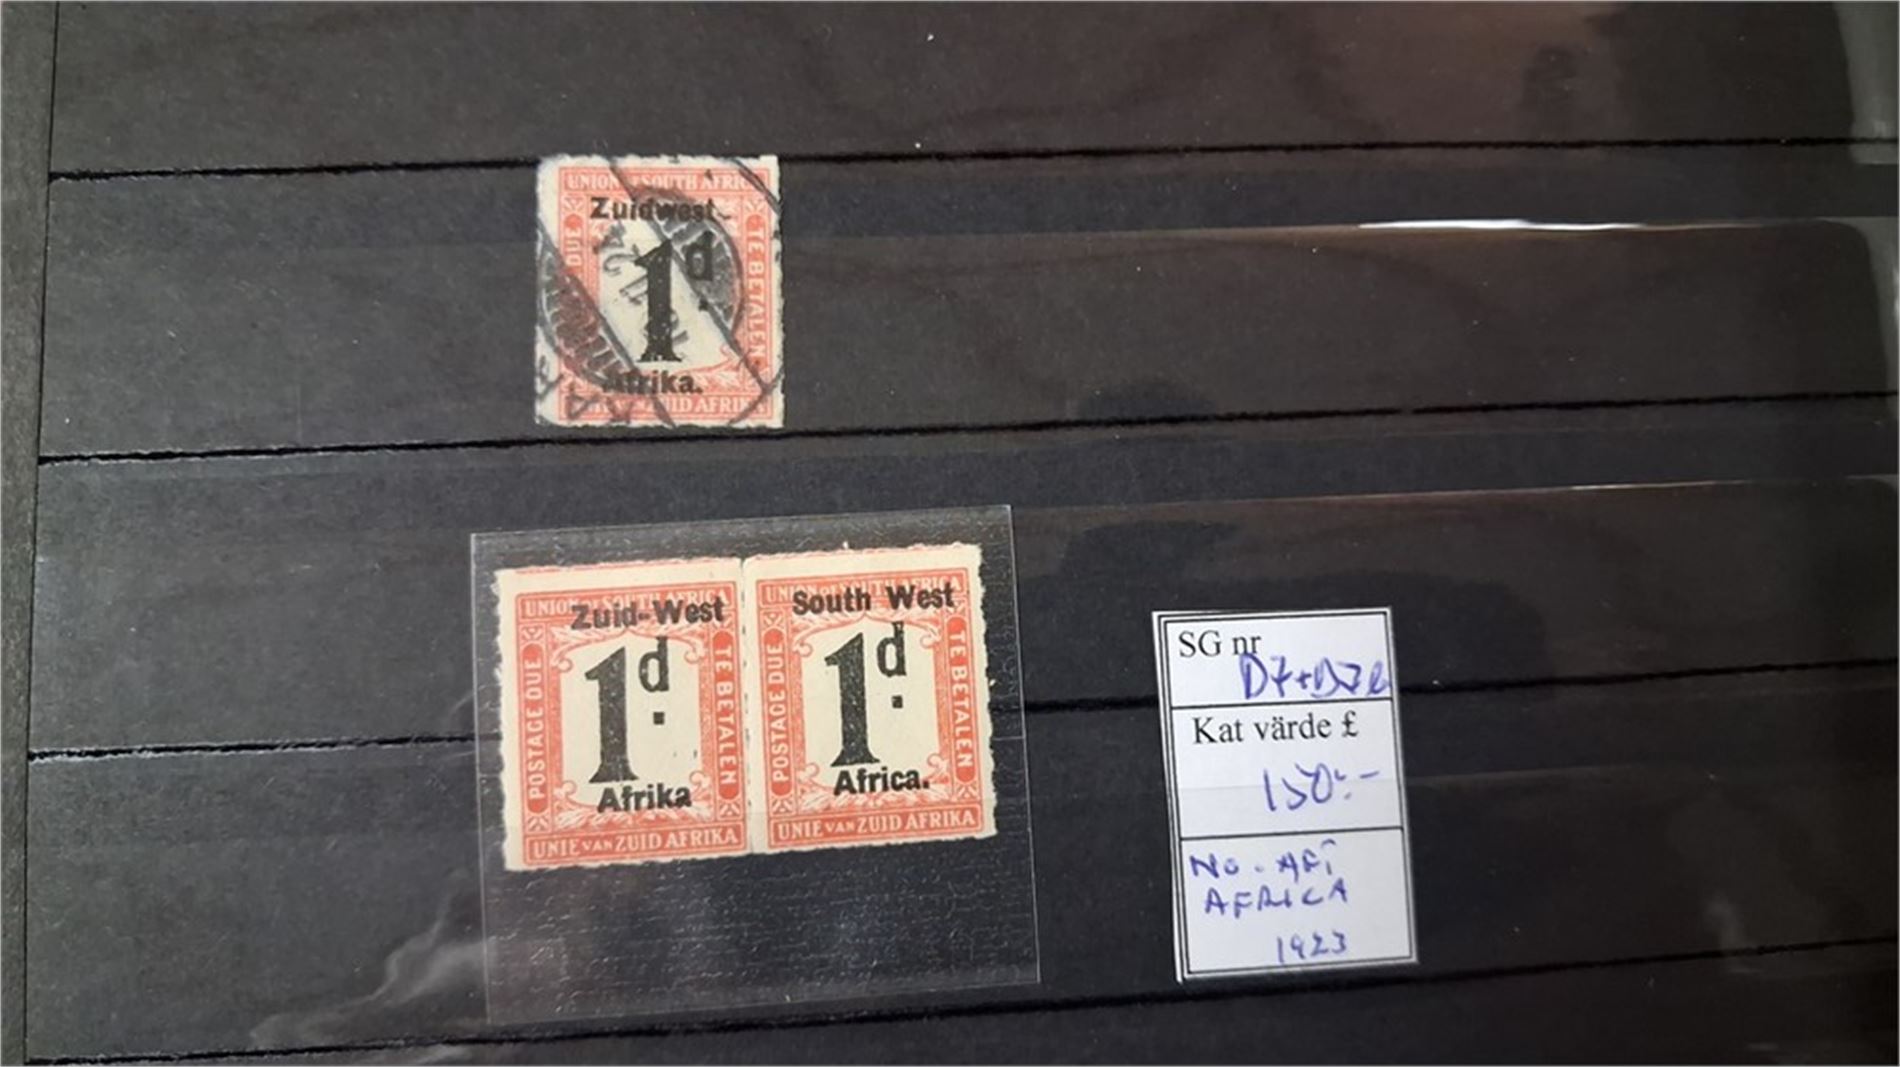 UNION OF SOUTH AFRICA
Zuidwest
DUE
1d.
TE BETALEN
Afrika.
UNIE VAN ZUID AFRIKA
UNION OF SOUTH AFRICA
Zuid-West
POSTAGE DUE
1d.
TE BETALEN
Afrika
UNIE VAN ZUID AFRIKA
UNION OF SOUTH AFRICA
South West
POSTAGE DUE
1d.
TE BETALEN
Africa.
UNIE VAN ZUID AFRIKA
SG nr
Kat värde £
150:-
AFRICA
1923